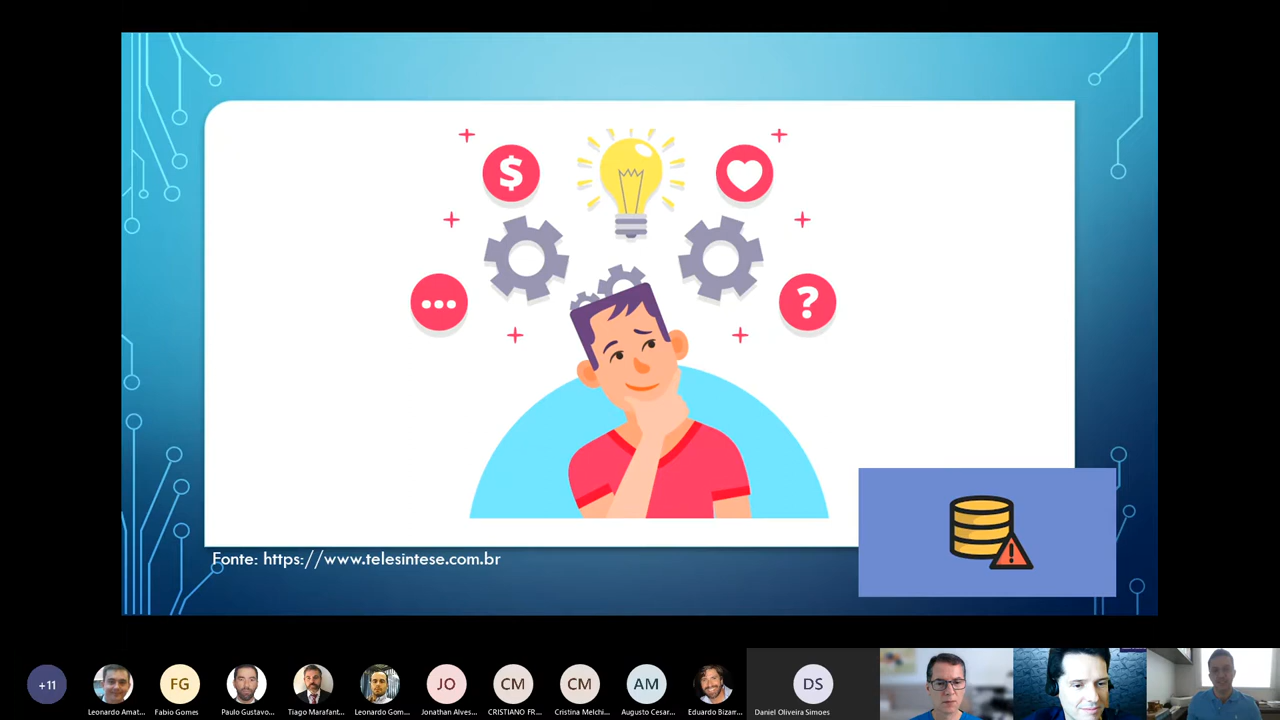 $
?
!
Fonte: https://www.telesintese.com.br
+11
FG
JO
CM
CM
AM
DS
Leonardo Amat...
Fabio Gomes
Paulo Gustavo...
Tiago Marafant...
Leonardo Gom...
Jonathan Alves...
CRISTIANO FR...
Cristina Melchi...
Augusto Cesar...
Eduardo Bizarr...
Daniel Oliveira Simoes